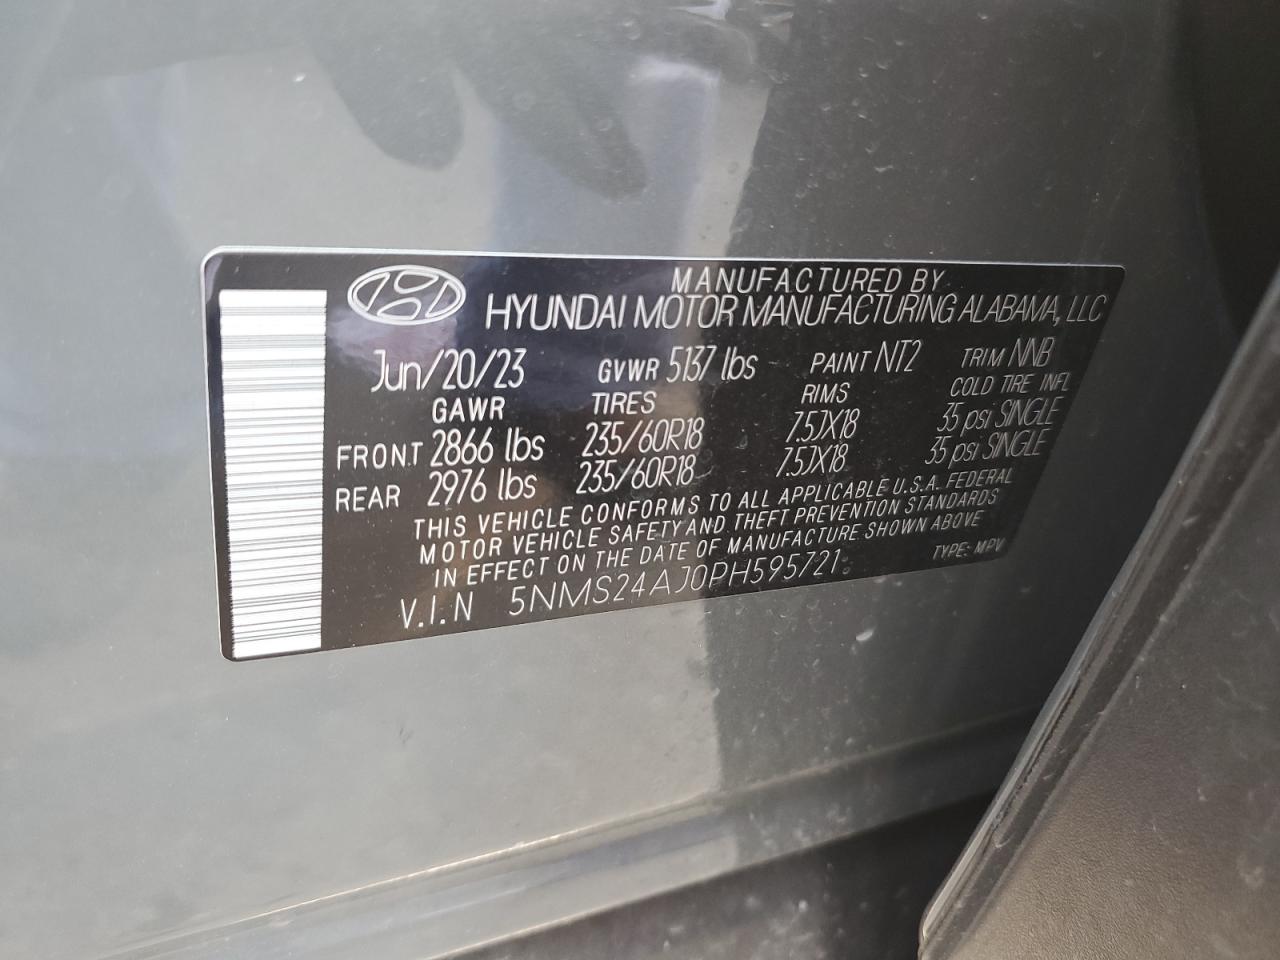 MANUFACTURED BY
HYUNDAI MOTOR MANUFACTURING ALABAMA, LLC
Jun/20/23 GVWR 5137 lbs PAINT NT2 TRIM NNB
GAWR TIRES RIMS COLD TIRE INFL
FRONT 2866 lbs 235/60R18 7.5JX18 35 psi SINGLE
REAR 2976 lbs 235/60R18 7.5JX18 35 psi SINGLE
THIS VEHICLE CONFORMS TO ALL APPLICABLE U.S.A. FEDERAL
MOTOR VEHICLE SAFETY AND THEFT PREVENTION STANDARDS
IN EFFECT ON THE DATE OF MANUFACTURE SHOWN ABOVE
V.I.N 5NMS24AJ0PH595721 TYPE: MPV